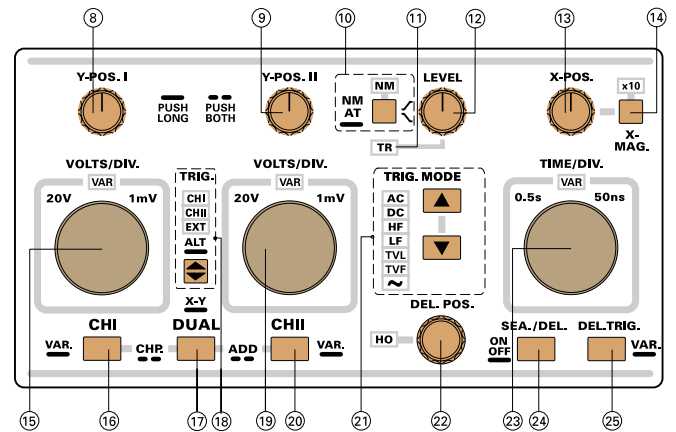 8 9 10 11 12 13 14
Y-POS. I
PUSH LONG
PUSH BOTH
Y-POS. II
NM
AT
NM
LEVEL
TR
X-POS.
x10
X-MAG.
VOLTS/DIV.
VAR
20V 1mV
TRIG.
CHI
CHII
EXT
ALT
VOLTS/DIV.
VAR
20V 1mV
TRIG. MODE
AC
DC
HF
LF
TVL
TVF
~
TIME/DIV.
VAR
0.5s 50ns
X-Y
DEL. POS.
HO
CHI
VAR.
CHP.
DUAL
ADD
CHII
VAR.
SEA./DEL.
ON
OFF
DEL.TRIG.
VAR.
15 16 17 18 19 20 21 22 23 24 25